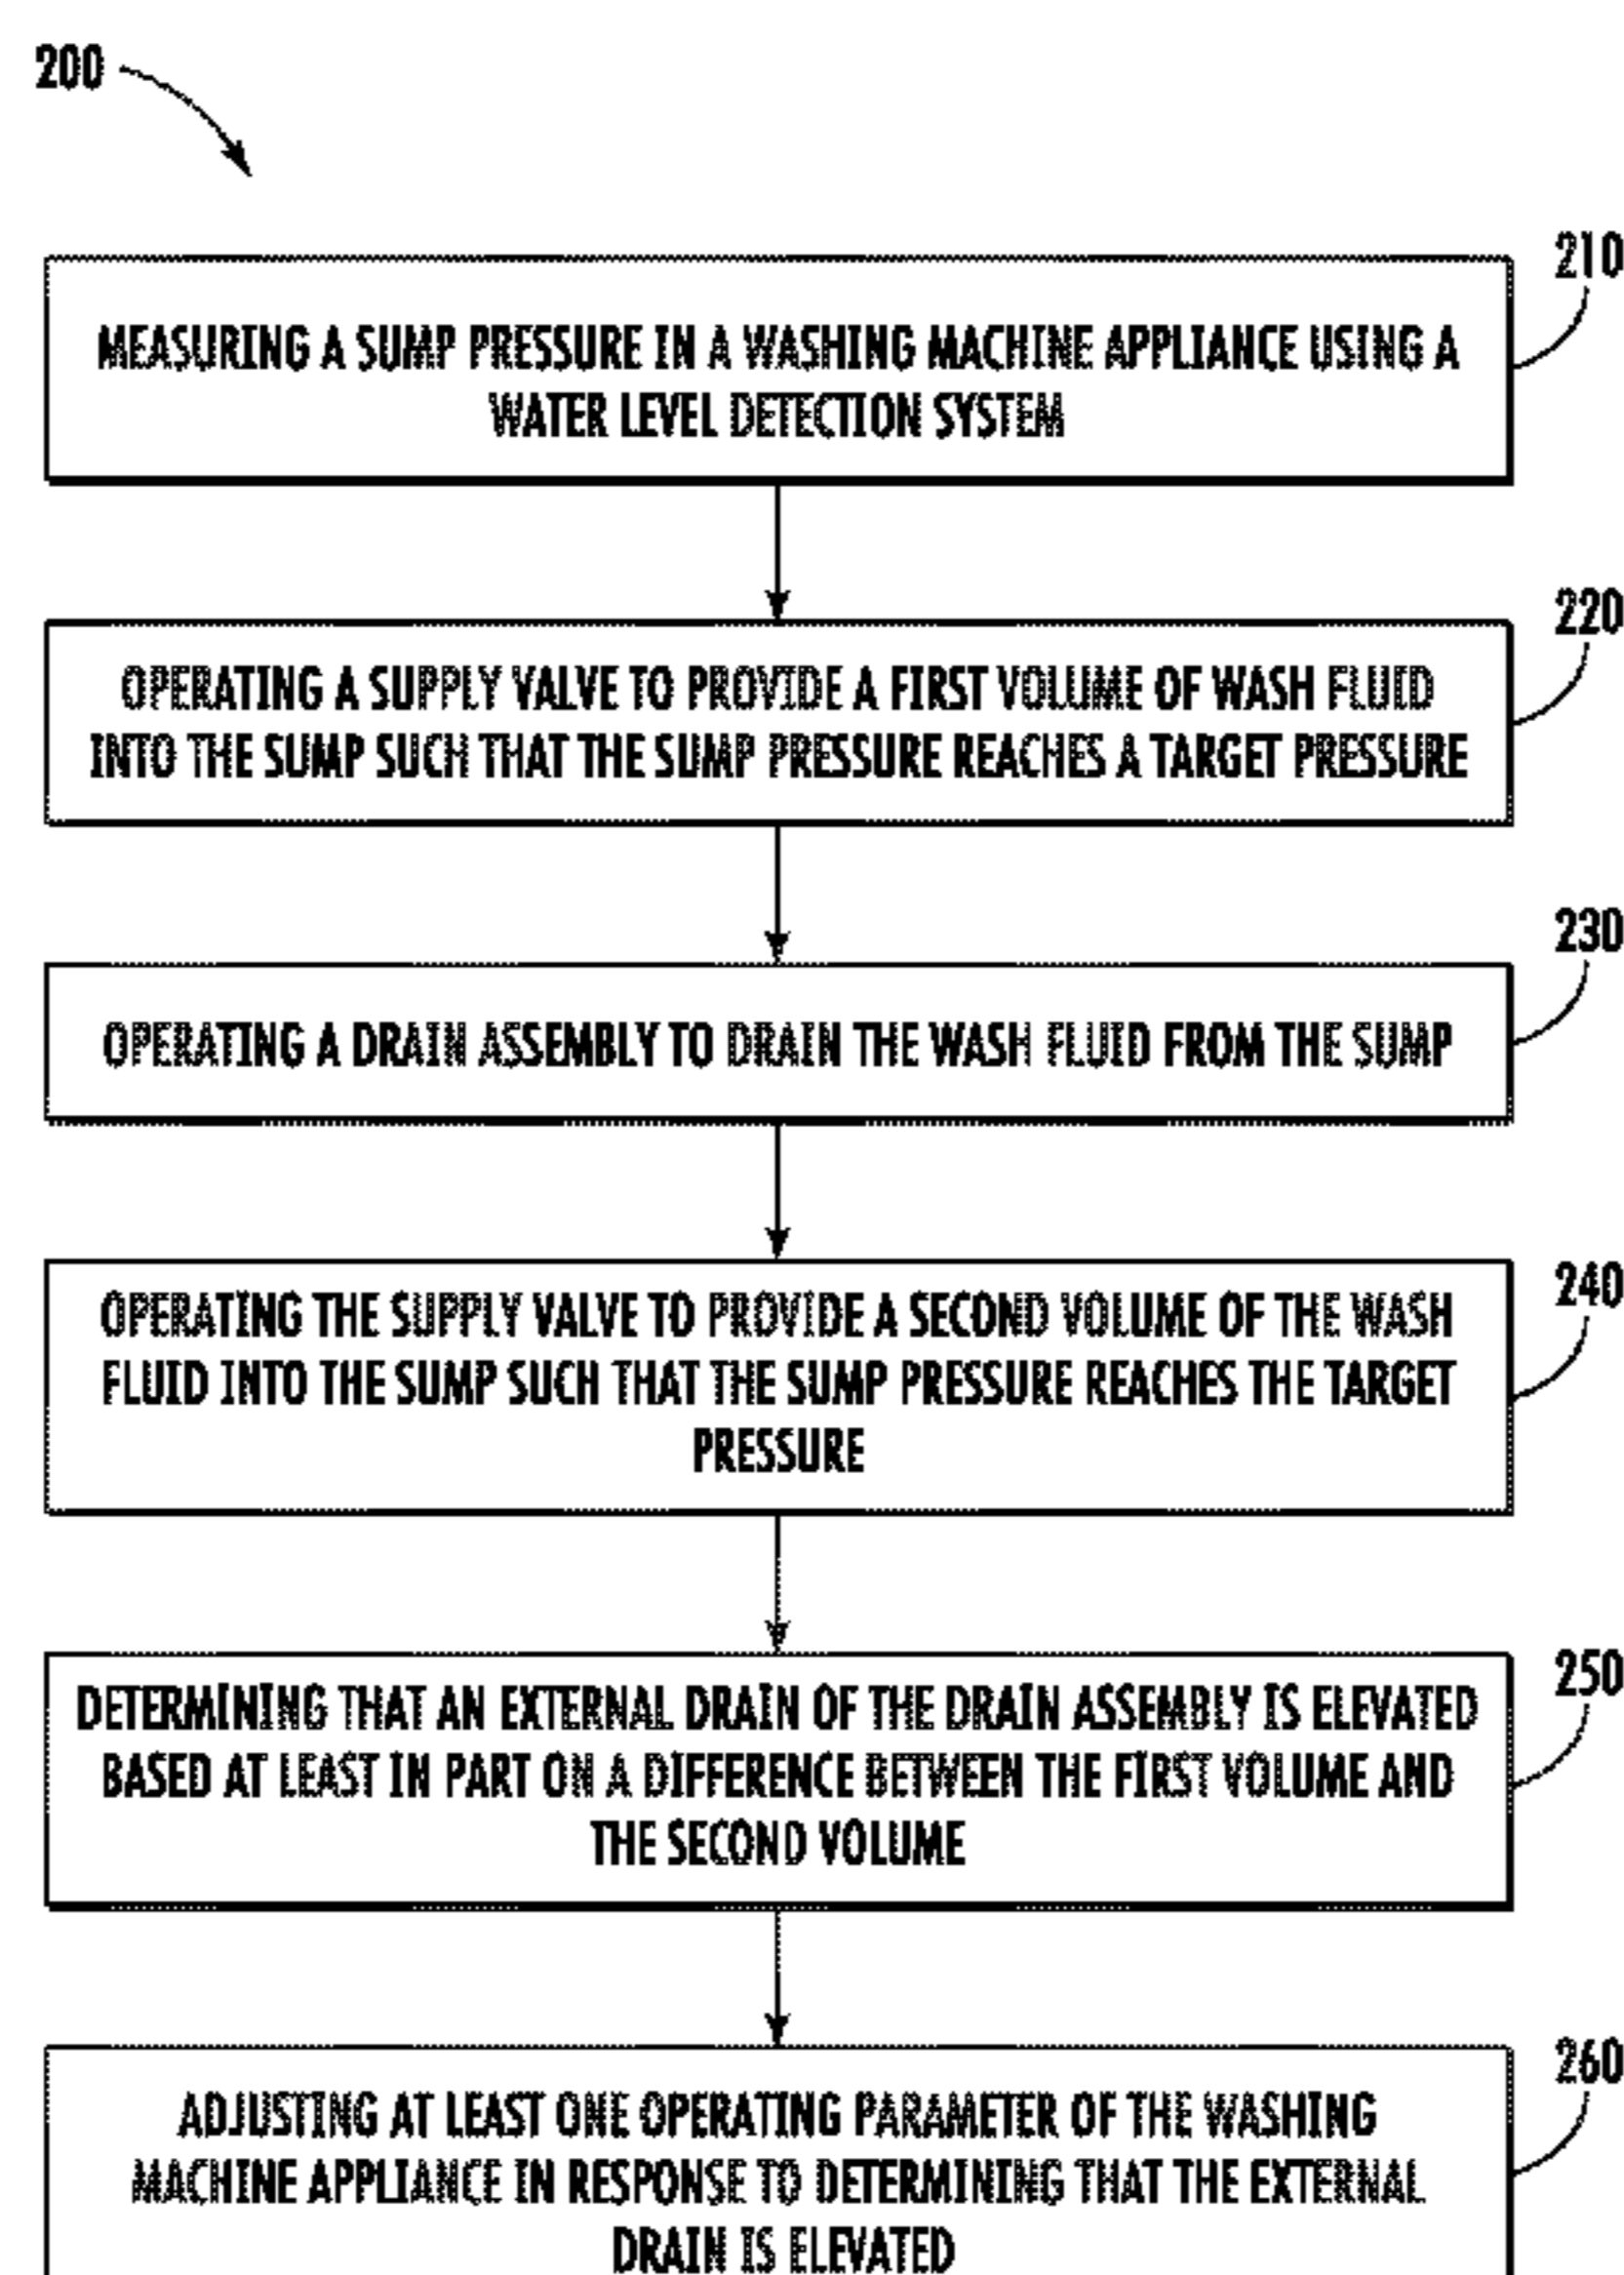 200
210
MEASURING A SUMP PRESSURE IN A WASHING MACHINE APPLIANCE USING A
WATER LEVEL DETECTION SYSTEM
220
OPERATING A SUPPLY VALVE TO PROVIDE A FIRST VOLUME OF WASH FLUID
INTO THE SUMP SUCH THAT THE SUMP PRESSURE REACHES A TARGET PRESSURE
230
OPERATING A DRAIN ASSEMBLY TO DRAIN THE WASH FLUID FROM THE SUMP
240
OPERATING THE SUPPLY VALVE TO PROVIDE A SECOND VOLUME OF THE WASH
FLUID INTO THE SUMP SUCH THAT THE SUMP PRESSURE REACHES THE TARGET
PRESSURE
250
DETERMINING THAT AN EXTERNAL DRAIN OF THE DRAIN ASSEMBLY IS ELEVATED
BASED AT LEAST IN PART ON A DIFFERENCE BETWEEN THE FIRST VOLUME AND
THE SECOND VOLUME
260
ADJUSTING AT LEAST ONE OPERATING PARAMETER OF THE WASHING
MACHINE APPLIANCE IN RESPONSE TO DETERMINING THAT THE EXTERNAL
DRAIN IS ELEVATED